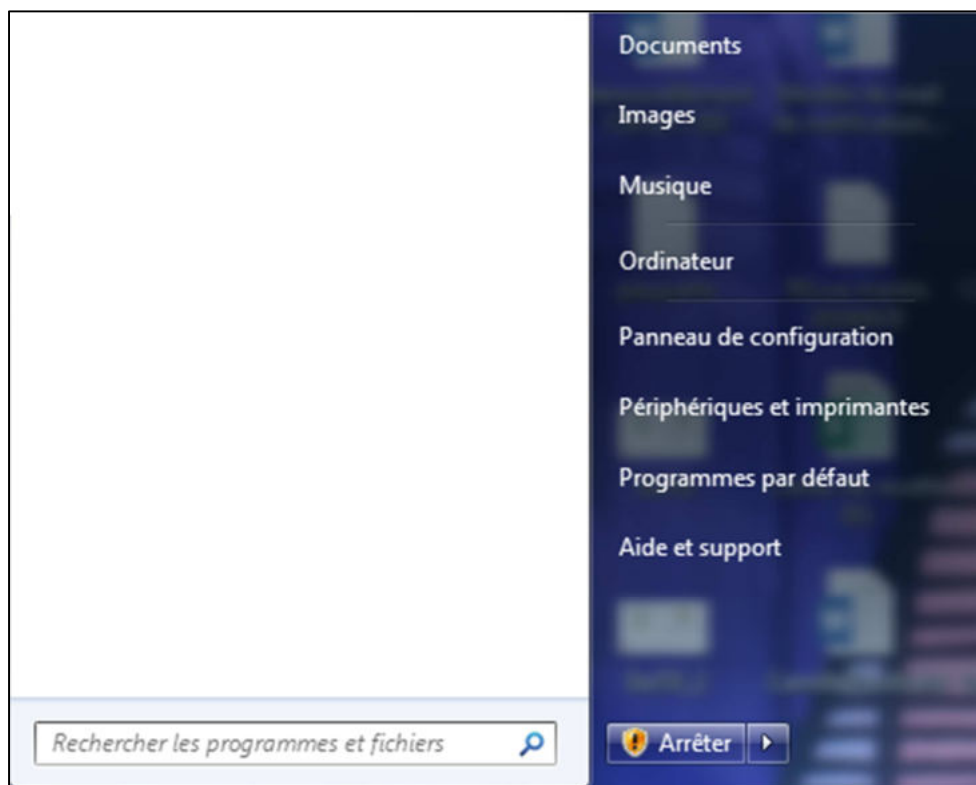 Documents
Images
Musique
Ordinateur
Panneau de configuration
Périphériques et imprimantes
Programmes par défaut
Aide et support
Rechercher les programmes et fichiers
Arrêter